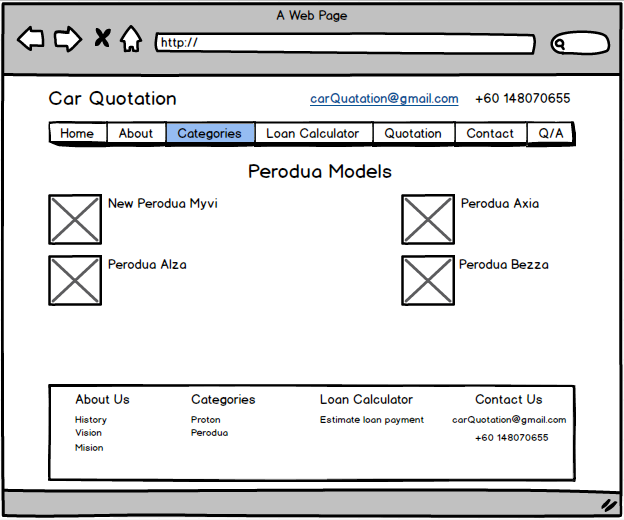 A Web Page
http://
Car Quotation carQuatation@gmail.com +60 148070655
Home About Categories Loan Calculator Quotation Contact Q/A
Perodua Models
New Perodua Myvi Perodua Axia
Perodua Alza Perodua Bezza
About Us Categories Loan Calculator Contact Us
History Proton Estimate loan payment carQuotation@gmail.com
Vision Perodua +60 148070655
Mision